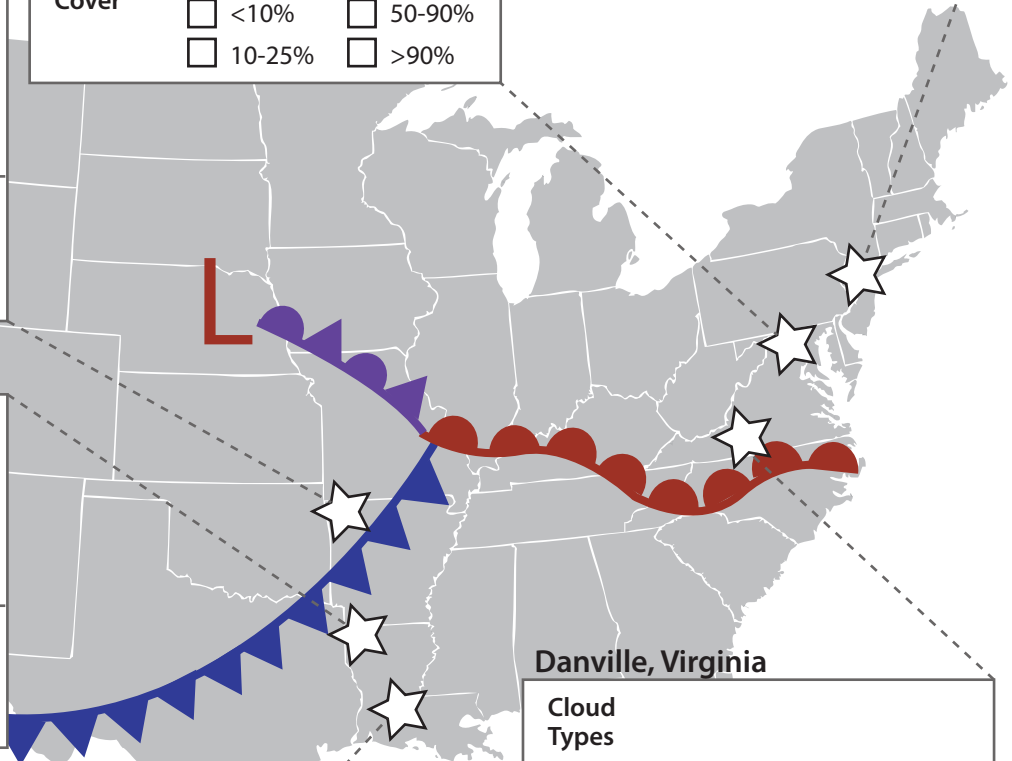 Cover
<10% 50-90%
10-25% >90%
L
Danville, Virginia
Cloud
Types